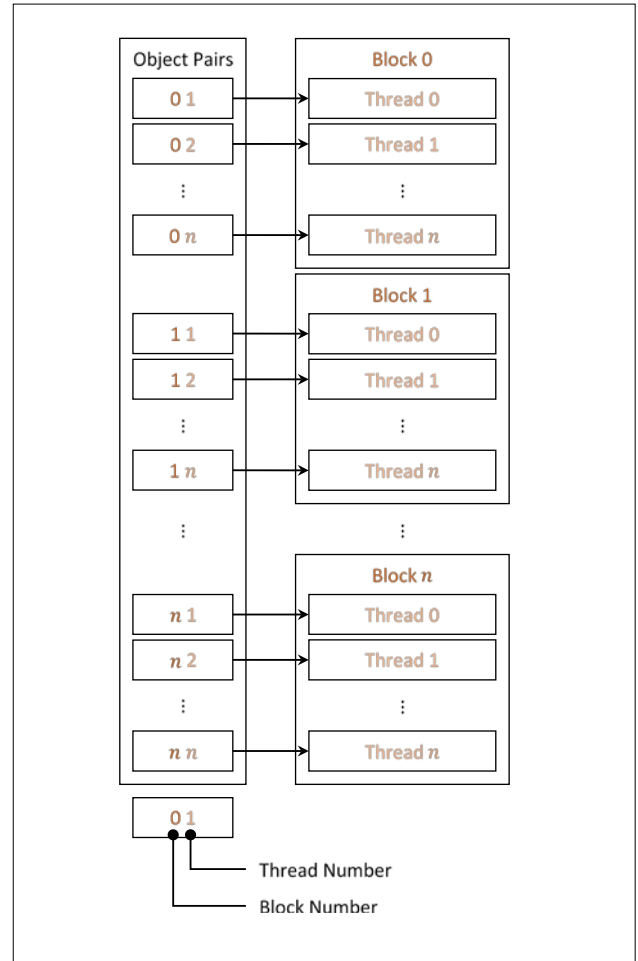 Object Pairs
Block 0
0 1
Thread 0
0 2
Thread 1
⋮
⋮
0 n
Thread n
Block 1
1 1
Thread 0
1 2
Thread 1
⋮
⋮
1 n
Thread n
⋮
⋮
Block n
n 1
Thread 0
n 2
Thread 1
⋮
⋮
n n
Thread n
0 1
Thread Number
Block Number